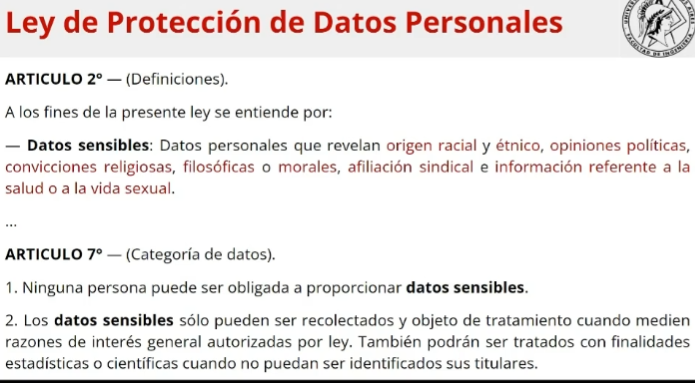 Ley de Protección de Datos Personales
ARTICULO 2º — (Definiciones).
A los fines de la presente ley se entiende por:
— Datos sensibles: Datos personales que revelan origen racial y étnico, opiniones políticas,
convicciones religiosas, filosóficas o morales, afiliación sindical e información referente a la
salud o a la vida sexual.
...
ARTICULO 7º — (Categoría de datos).
1. Ninguna persona puede ser obligada a proporcionar datos sensibles.
2. Los datos sensibles sólo pueden ser recolectados y objeto de tratamiento cuando medien
razones de interés general autorizadas por ley. También podrán ser tratados con finalidades
estadísticas o científicas cuando no puedan ser identificados sus titulares.